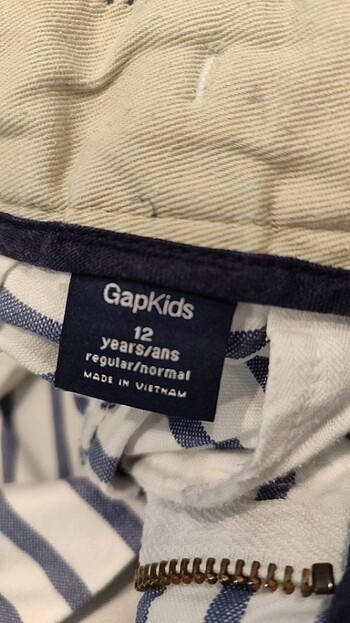 GapKids
12
years/ans
regular/normal
MADE IN VIETNAM